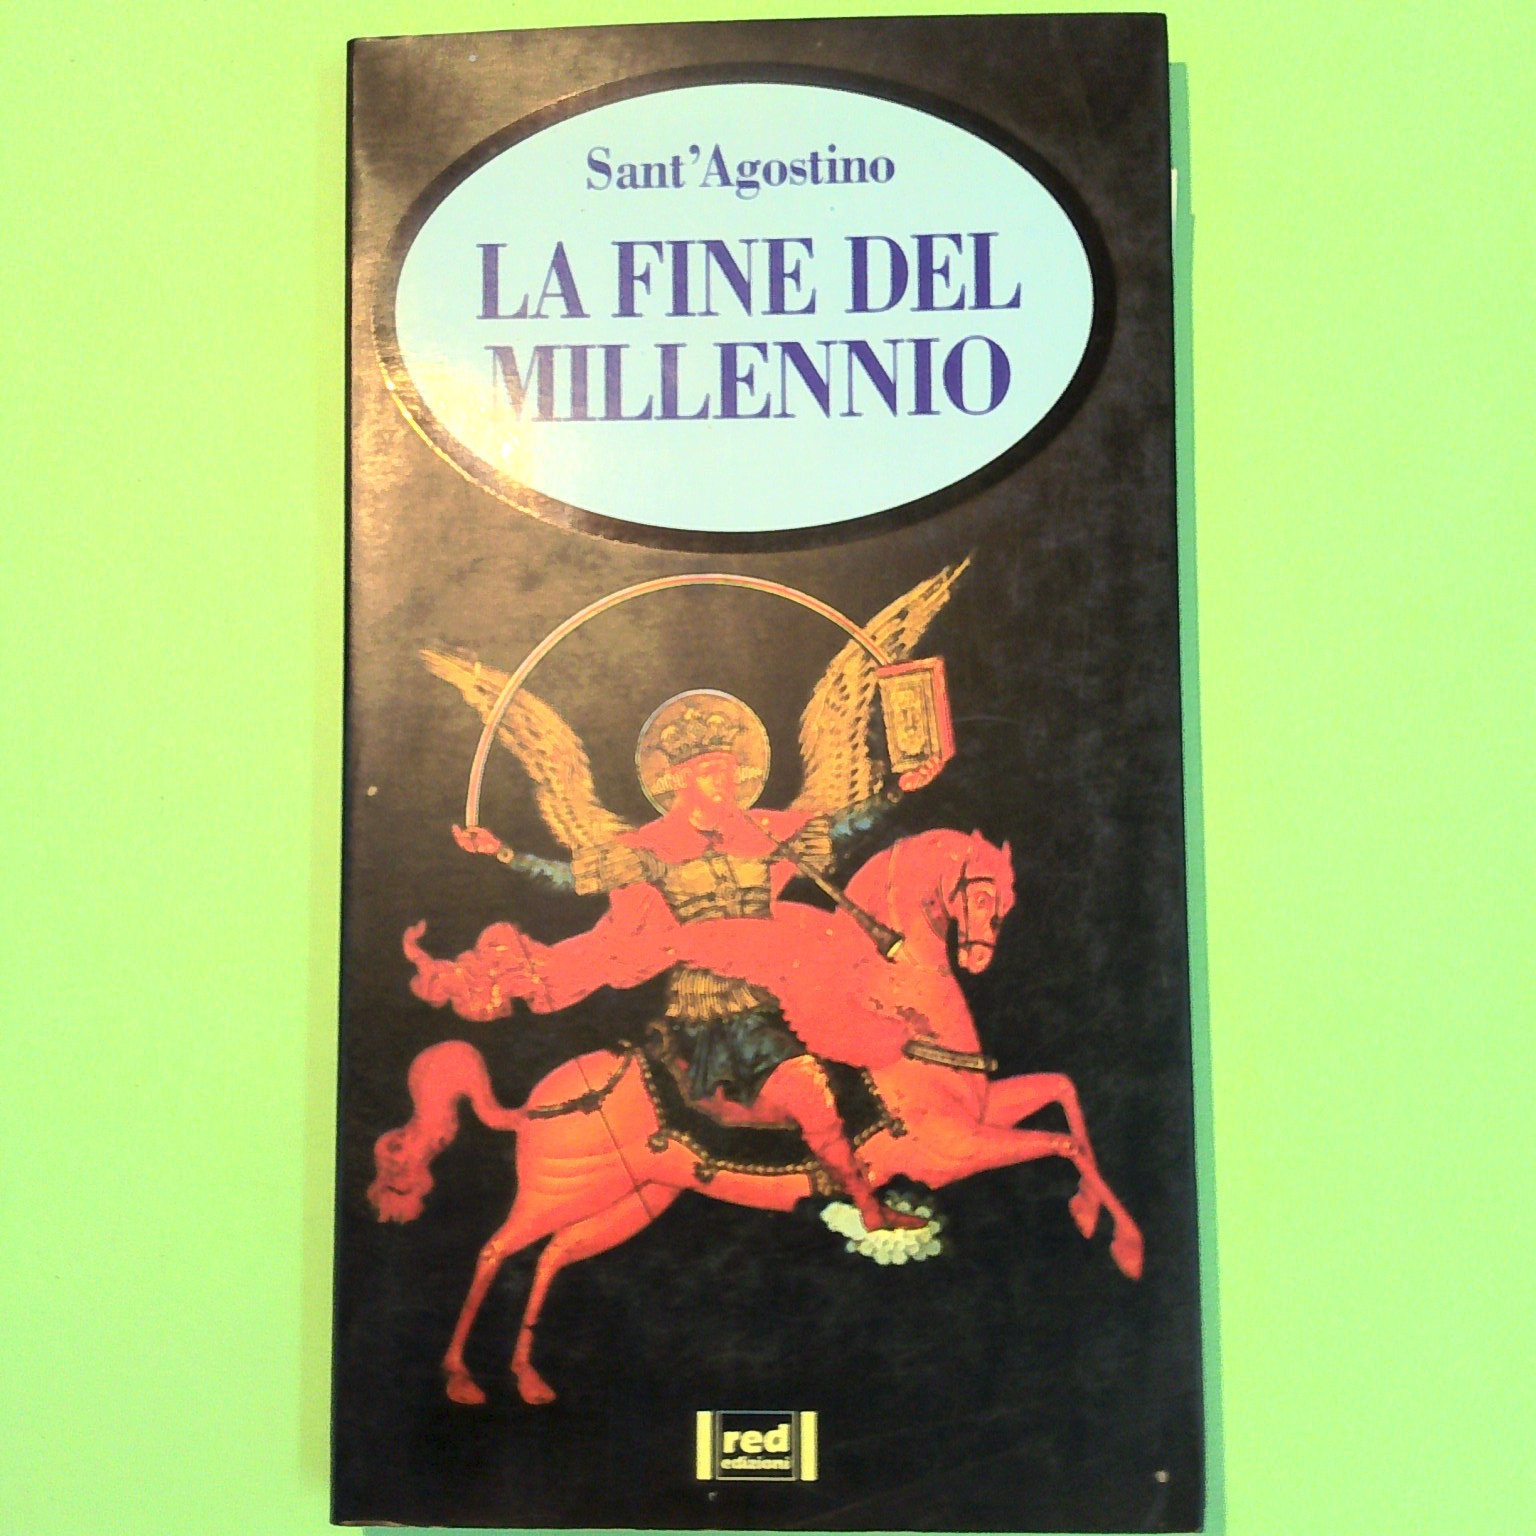 Sant’Agostino
LA FINE DEL
MILLENNIO
red
edizioni